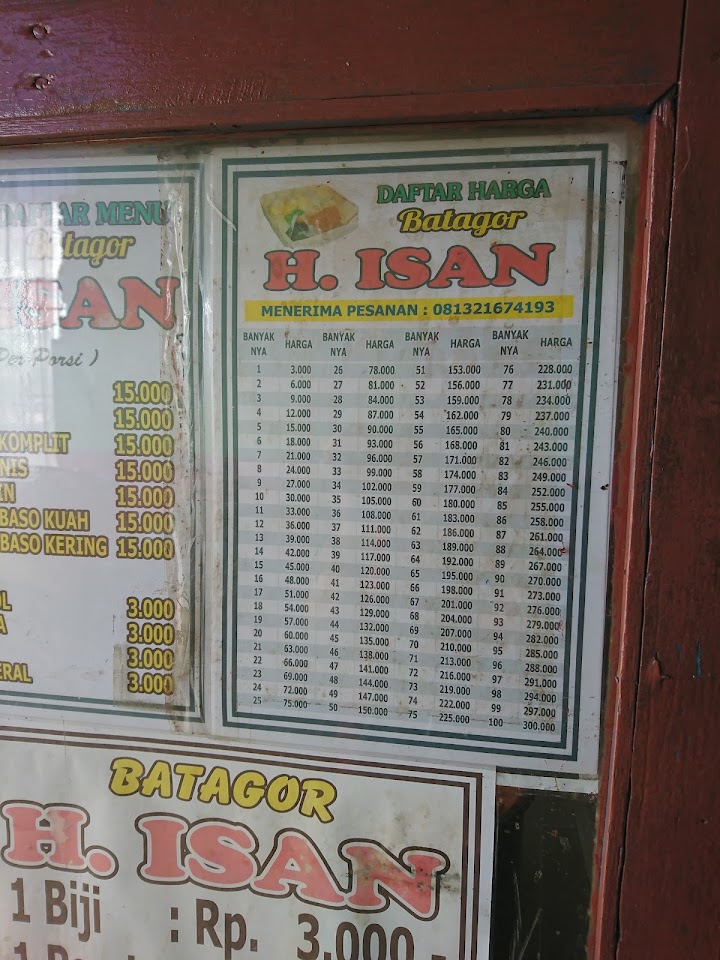 DAFTAR MENU
Batagor
ISAN
Per Porsi )
15.000
15.000
KOMPLIT 15.000
15.000
15.000
BASO KUAH 15.000
BASO KERING 15.000
3.000
3.000
3.000
3.000
DAFTAR HARGA
Batagor
H. ISAN
MENERIMA PESANAN : 081321674193
BANYAK NYA HARGA BANYAK NYA HARGA BANYAK NYA HARGA BANYAK NYA HARGA
1 3.000 26 78.000 51 153.000 76 228.000
2 6.000 27 81.000 52 156.000 77 231.000
3 9.000 28 84.000 53 159.000 78 234.000
4 12.000 29 87.000 54 162.000 79 237.000
5 15.000 30 90.000 55 165.000 80 240.000
6 18.000 31 93.000 56 168.000 81 243.000
7 21.000 32 96.000 57 171.000 82 246.000
8 24.000 33 99.000 58 174.000 83 249.000
9 27.000 34 102.000 59 177.000 84 252.000
10 30.000 35 105.000 60 180.000 85 255.000
11 33.000 36 108.000 61 183.000 86 258.000
12 36.000 37 111.000 62 186.000 87 261.000
13 39.000 38 114.000 63 189.000 88 264.000
14 42.000 39 117.000 64 192.000 89 267.000
15 45.000 40 120.000 65 195.000 90 270.000
16 48.000 41 123.000 66 198.000 91 273.000
17 51.000 42 126.000 67 201.000 92 276.000
18 54.000 43 129.000 68 204.000 93 279.000
19 57.000 44 132.000 69 207.000 94 282.000
20 60.000 45 135.000 70 210.000 95 285.000
21 63.000 46 138.000 71 213.000 96 288.000
22 66.000 47 141.000 72 216.000 97 291.000
23 69.000 48 144.000 73 219.000 98 294.000
24 72.000 49 147.000 74 222.000 99 297.000
25 75.000 50 150.000 75 225.000 100 300.000
BATAGOR
H. ISAN
1 Biji : Rp. 3.000,-